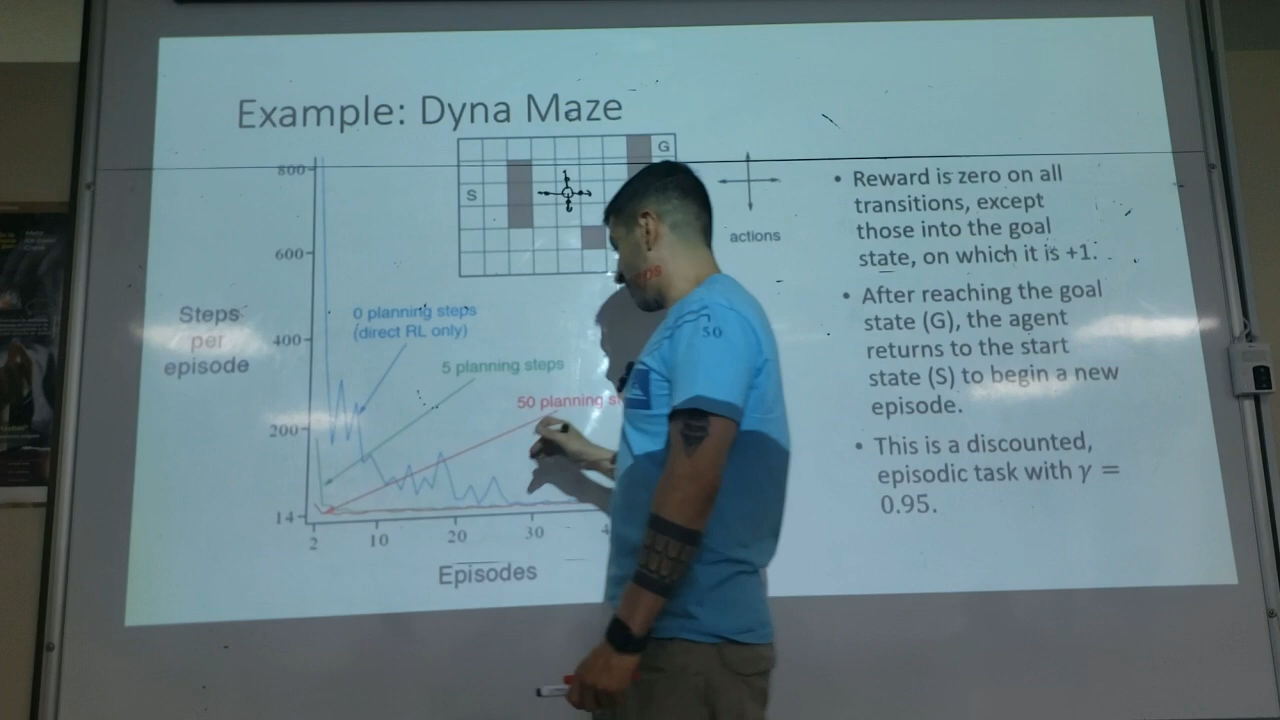 Example: Dyna Maze
G
S
actions
800
600
400
200
14
Steps
per
episode
0 planning steps
(direct RL only)
5 planning steps
50 planning s
eps
2
10
20
30
4
50
Episodes
• Reward is zero on all
transitions, except
those into the goal
state, on which it is +1.
• After reaching the goal
state (G), the agent
returns to the start
state (S) to begin a new
episode.
• This is a discounted,
episodic task with γ =
0.95.